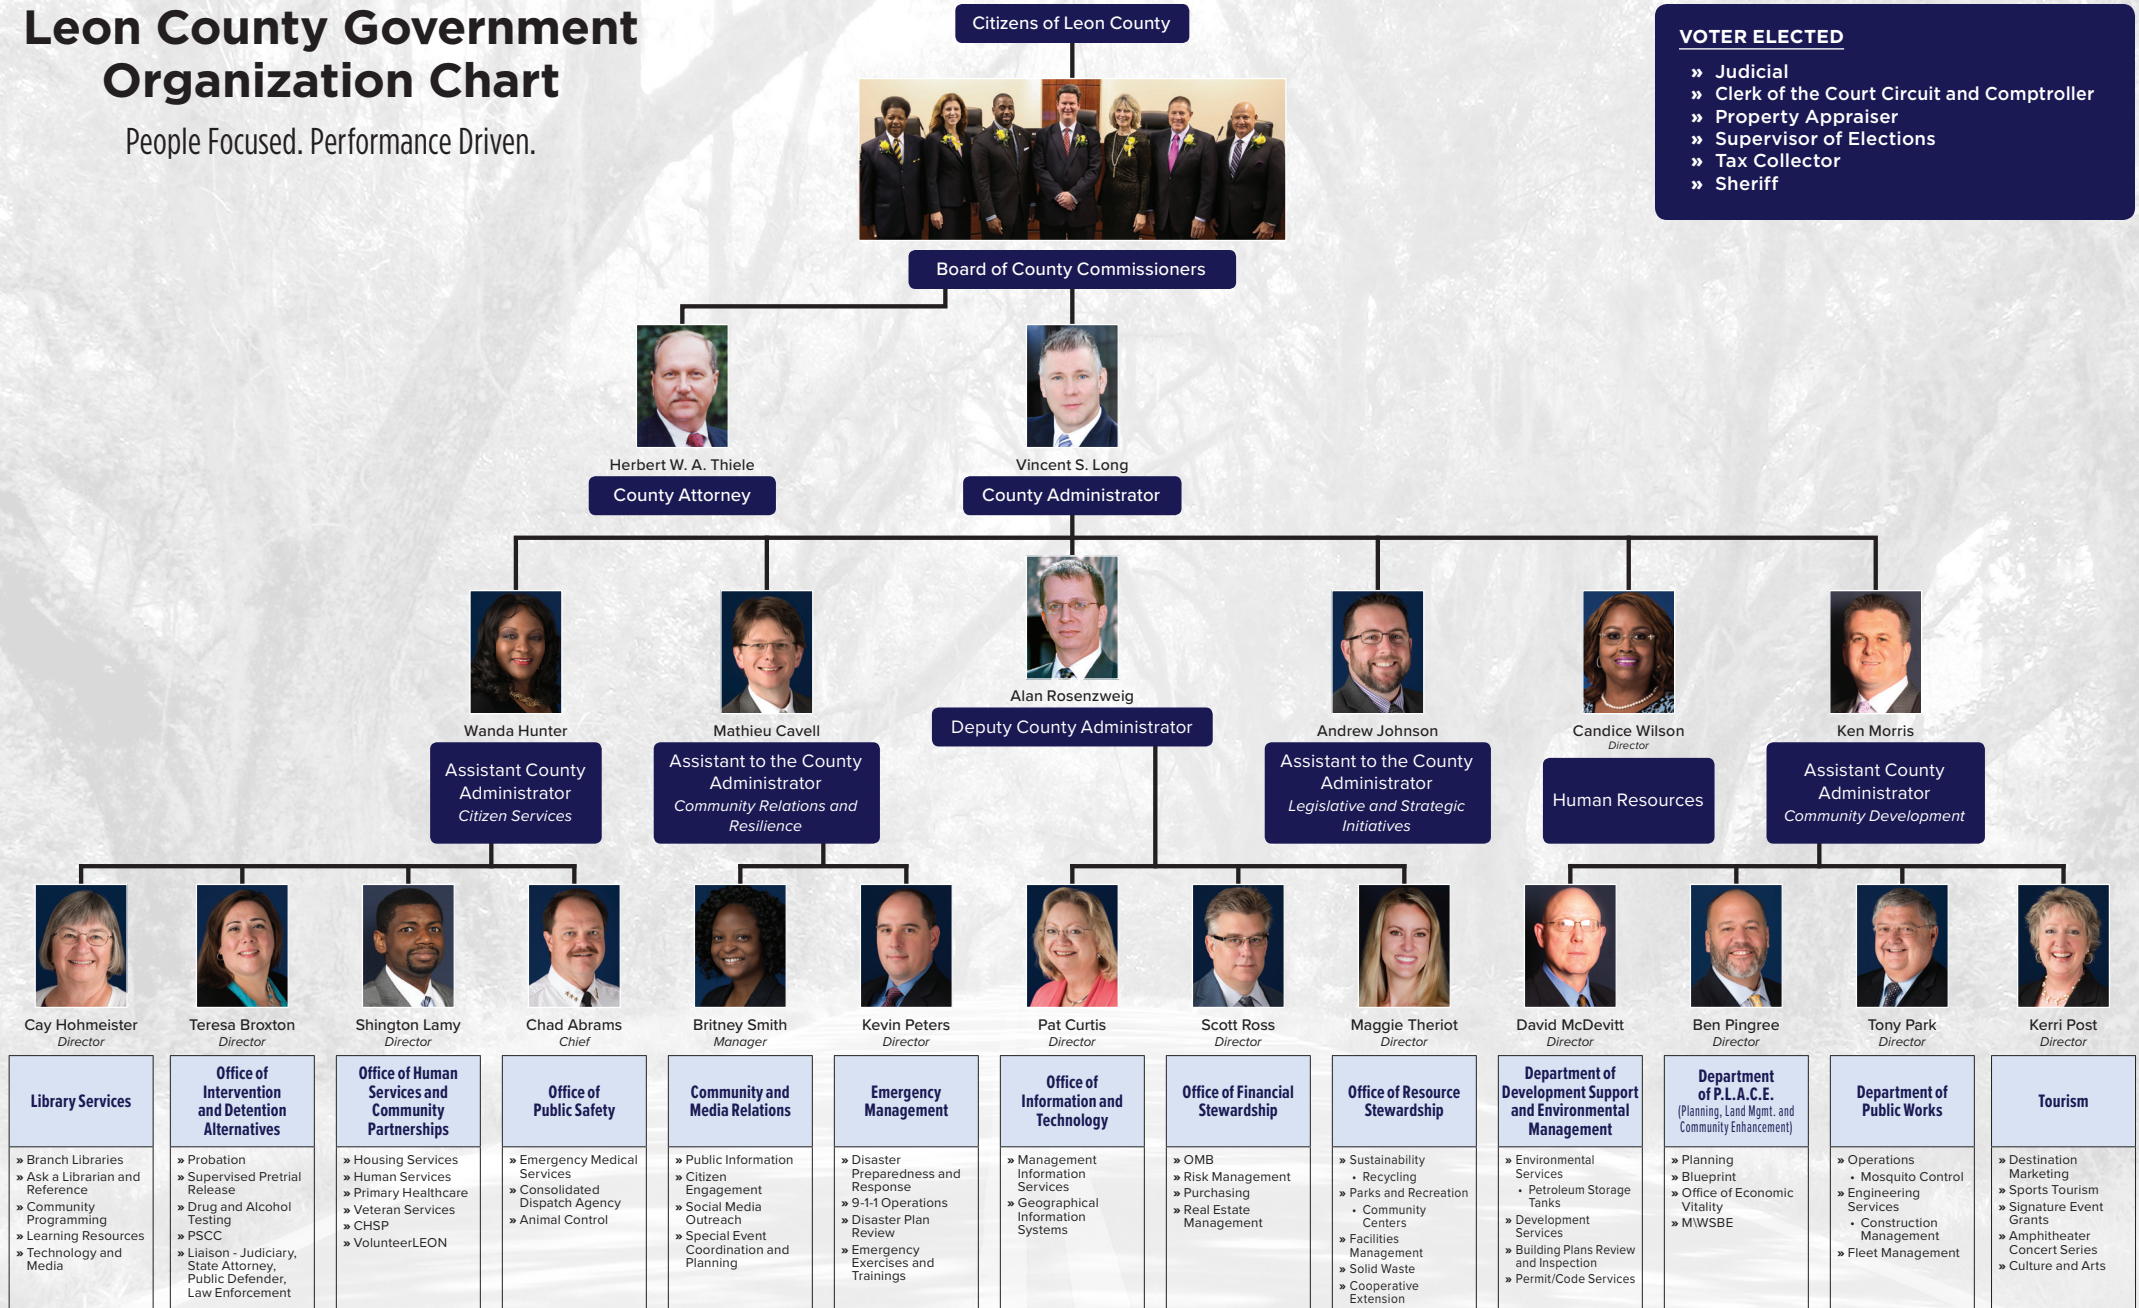 Leon County Government
Organization Chart
People Focused. Performance Driven.
Citizens of Leon County
VOTER ELECTED
» Judicial
» Clerk of the Court Circuit and Comptroller
» Property Appraiser
» Supervisor of Elections
» Tax Collector
» Sheriff
Board of County Commissioners
Herbert W. A. Thiele
County Attorney
Vincent S. Long
County Administrator
Wanda Hunter
Assistant County
Administrator
Citizen Services
Mathieu Cavell
Assistant to the County
Administrator
Community Relations and
Resilience
Alan Rosenzweig
Deputy County Administrator
Andrew Johnson
Assistant to the County
Administrator
Legislative and Strategic
Initiatives
Candice Wilson
Director
Human Resources
Ken Morris
Assistant County
Administrator
Community Development
Cay Hohmeister
Director
Library Services
» Branch Libraries
» Ask a Librarian and
Reference
» Community
Programming
» Learning Resources
» Technology and
Media
Teresa Broxton
Director
Office of
Intervention
and Detention
Alternatives
» Probation
» Supervised Pretrial
Release
» Drug and Alcohol
Testing
» PSCC
» Liaison - Judiciary,
State Attorney,
Public Defender,
Law Enforcement
Shington Lamy
Director
Office of Human
Services and
Community
Partnerships
» Housing Services
» Human Services
» Primary Healthcare
» Veteran Services
» CHSP
» VolunteerLEON
Chad Abrams
Chief
Office of
Public Safety
» Emergency Medical
Services
» Consolidated
Dispatch Agency
» Animal Control
Britney Smith
Manager
Community and
Media Relations
» Public Information
» Citizen
Engagement
» Social Media
Outreach
» Special Event
Coordination and
Planning
Kevin Peters
Director
Emergency
Management
» Disaster
Preparedness and
Response
» 9-1-1 Operations
» Disaster Plan
Review
» Emergency
Exercises and
Trainings
Pat Curtis
Director
Office of
Information and
Technology
» Management
Information
Services
» Geographical
Information
Systems
Scott Ross
Director
Office of Financial
Stewardship
» OMB
» Risk Management
» Purchasing
» Real Estate
Management
Maggie Theriot
Director
Office of Resource
Stewardship
» Sustainability
• Recycling
» Parks and Recreation
• Community
Centers
» Facilities
Management
» Solid Waste
» Cooperative
Extension
David McDevitt
Director
Department of
Development Support
and Environmental
Management
» Environmental
Services
• Petroleum Storage
Tanks
» Development
Services
» Building Plans Review
and Inspection
» Permit/Code Services
Ben Pingree
Director
Department
of P.L.A.C.E.
(Planning, Land Mgmt. and
Community Enhancement)
» Planning
» Blueprint
» Office of Economic
Vitality
» M\WSBE
Tony Park
Director
Department of
Public Works
» Operations
• Mosquito Control
» Engineering
Services
• Construction
Management
» Fleet Management
Kerri Post
Director
Tourism
» Destination
Marketing
» Sports Tourism
» Signature Event
Grants
» Amphitheater
Concert Series
» Culture and Arts